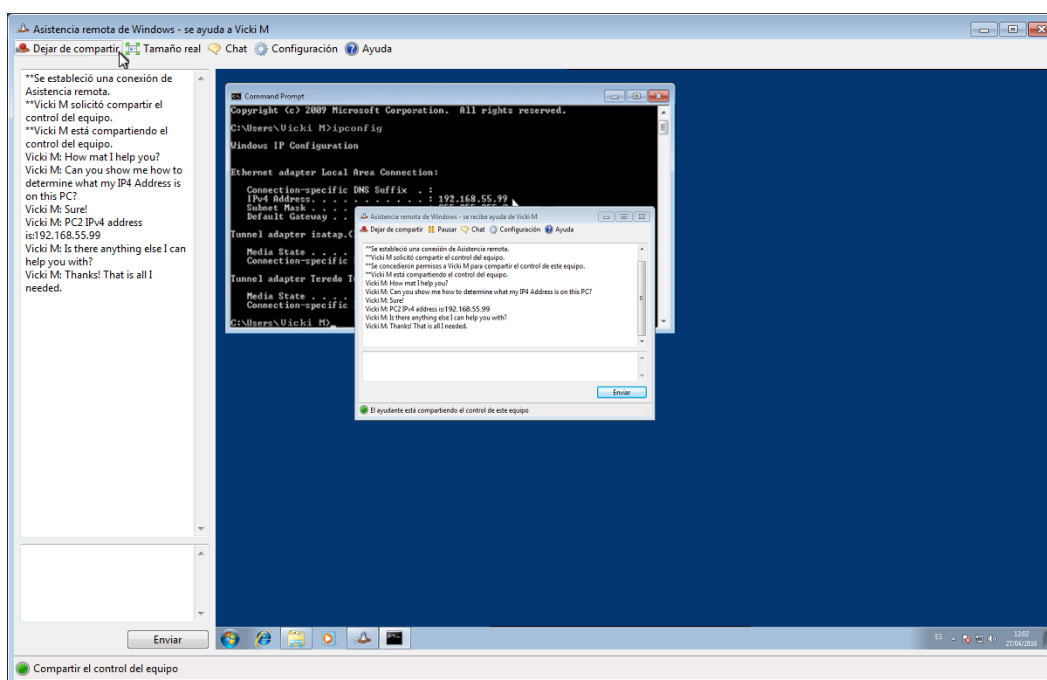 Asistencia remota de Windows - se ayuda a Vicki M
Dejar de compartir Tamaño real Chat Configuración Ayuda
**Se estableció una conexión de
Asistencia remota.
**Vicki M solicitó compartir el
control del equipo.
**Vicki M está compartiendo el
control del equipo.
Vicki M: How mat I help you?
Vicki M: Can you show me how to
determine what my IP4 Address is
on this PC?
Vicki M: Sure!
Vicki M: PC2 IPv4 address
is:192.168.55.99
Vicki M: Is there anything else I can
help you with?
Vicki M: Thanks! That is all I
needed.
Enviar
Compartir el control del equipo
Command Prompt
Copyright (c) 2009 Microsoft Corporation. All rights reserved.
C:\Users\Vicki M>ipconfig
Windows IP Configuration
Ethernet adapter Local Area Connection:
Connection-specific DNS Suffix . :
IPv4 Address. . . . . . . . . . . : 192.168.55.99
Subnet Mask . . . .
Default Gateway . .
Tunnel adapter isatap.
Media State . . . .
Connection-specific
Tunnel adapter Teredo
Media State . . . .
Connection-specific
C:\Users\Vicki M>_
Asistencia remota de Windows - se recibe ayuda de Vicki M
Dejar de compartir Pausar Chat Configuración Ayuda
**Se estableció una conexión de Asistencia remota.
**Vicki M solicitó compartir el control del equipo.
**Se concedieron permisos a Vicki M para compartir el control de este equipo.
**Vicki M está compartiendo el control del equipo.
Vicki M: How mat I help you?
Vicki M: Can you show me how to determine what my IP4 Address is on this PC?
Vicki M: Sure!
Vicki M: PC2 IPv4 address is:192.168.55.99
Vicki M: Is there anything else I can help you with?
Vicki M: Thanks! That is all I needed.
Enviar
El ayudante está compartiendo el control de este equipo
ES
12:02
27/04/2016